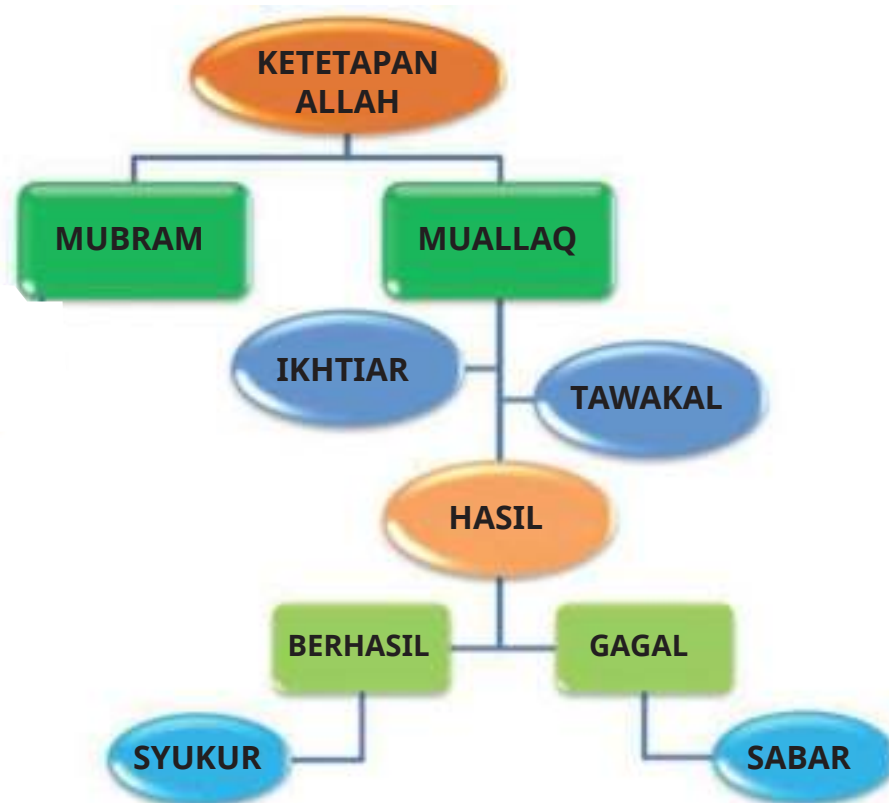 KETETAPAN
ALLAH
MUBRAM
MUALLAQ
IKHTIAR
TAWAKAL
HASIL
BERHASIL
GAGAL
SYUKUR
SABAR